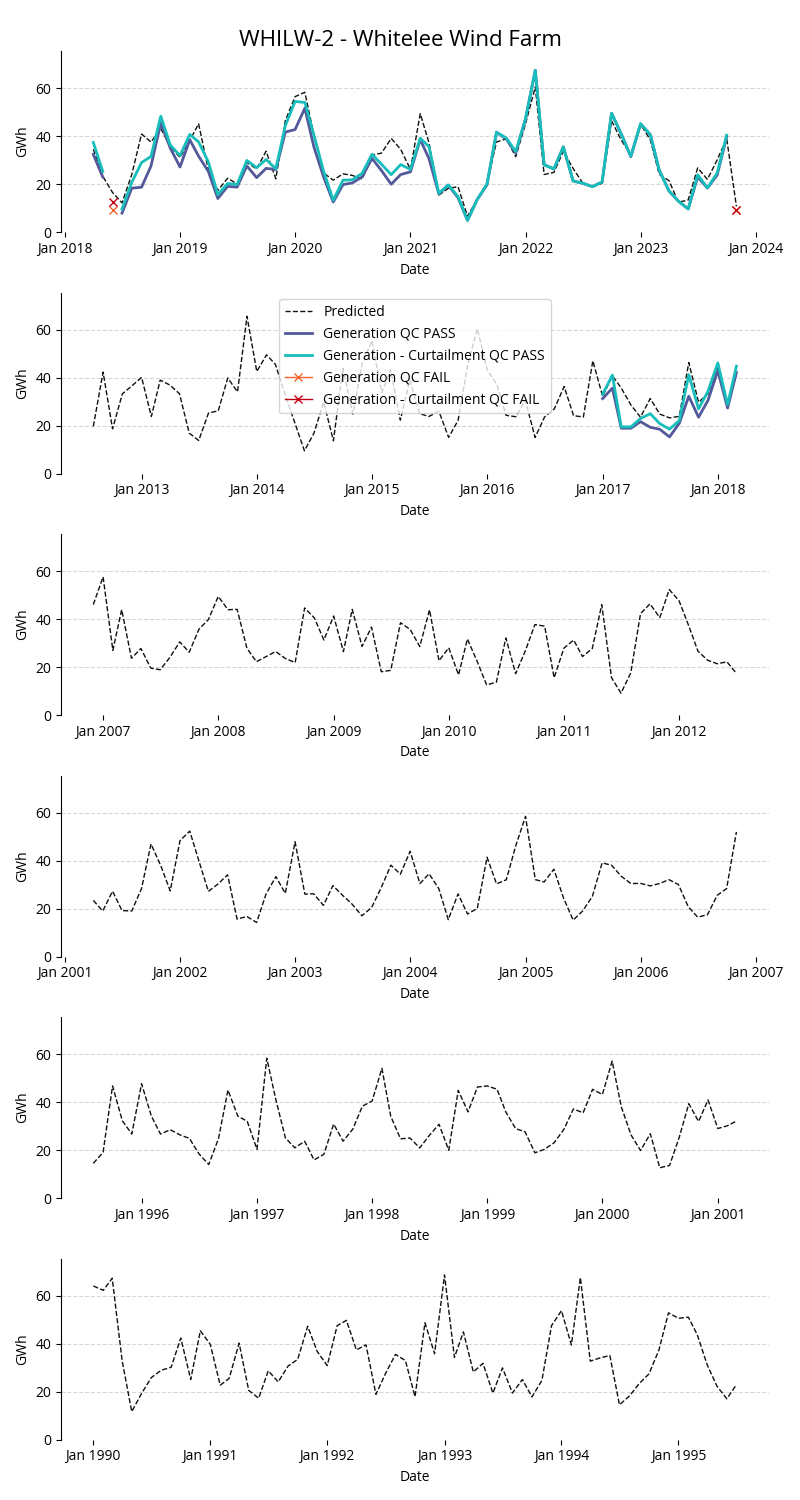 WHILW-2 - Whitelee Wind Farm
GWh
60
40
20
0
Jan 2018 Jan 2019 Jan 2020 Jan 2021 Jan 2022 Jan 2023 Jan 2024
Date
GWh
60
40
20
0
Predicted
Generation QC PASS
Generation - Curtailment QC PASS
Generation QC FAIL
Generation - Curtailment QC FAIL
Jan 2013 Jan 2014 Jan 2015 Jan 2016 Jan 2017 Jan 2018
Date
GWh
60
40
20
0
Jan 2007 Jan 2008 Jan 2009 Jan 2010 Jan 2011 Jan 2012
Date
GWh
60
40
20
0
Jan 2001 Jan 2002 Jan 2003 Jan 2004 Jan 2005 Jan 2006 Jan 2007
Date
GWh
60
40
20
0
Jan 1996 Jan 1997 Jan 1998 Jan 1999 Jan 2000 Jan 2001
Date
GWh
60
40
20
0
Jan 1990 Jan 1991 Jan 1992 Jan 1993 Jan 1994 Jan 1995
Date